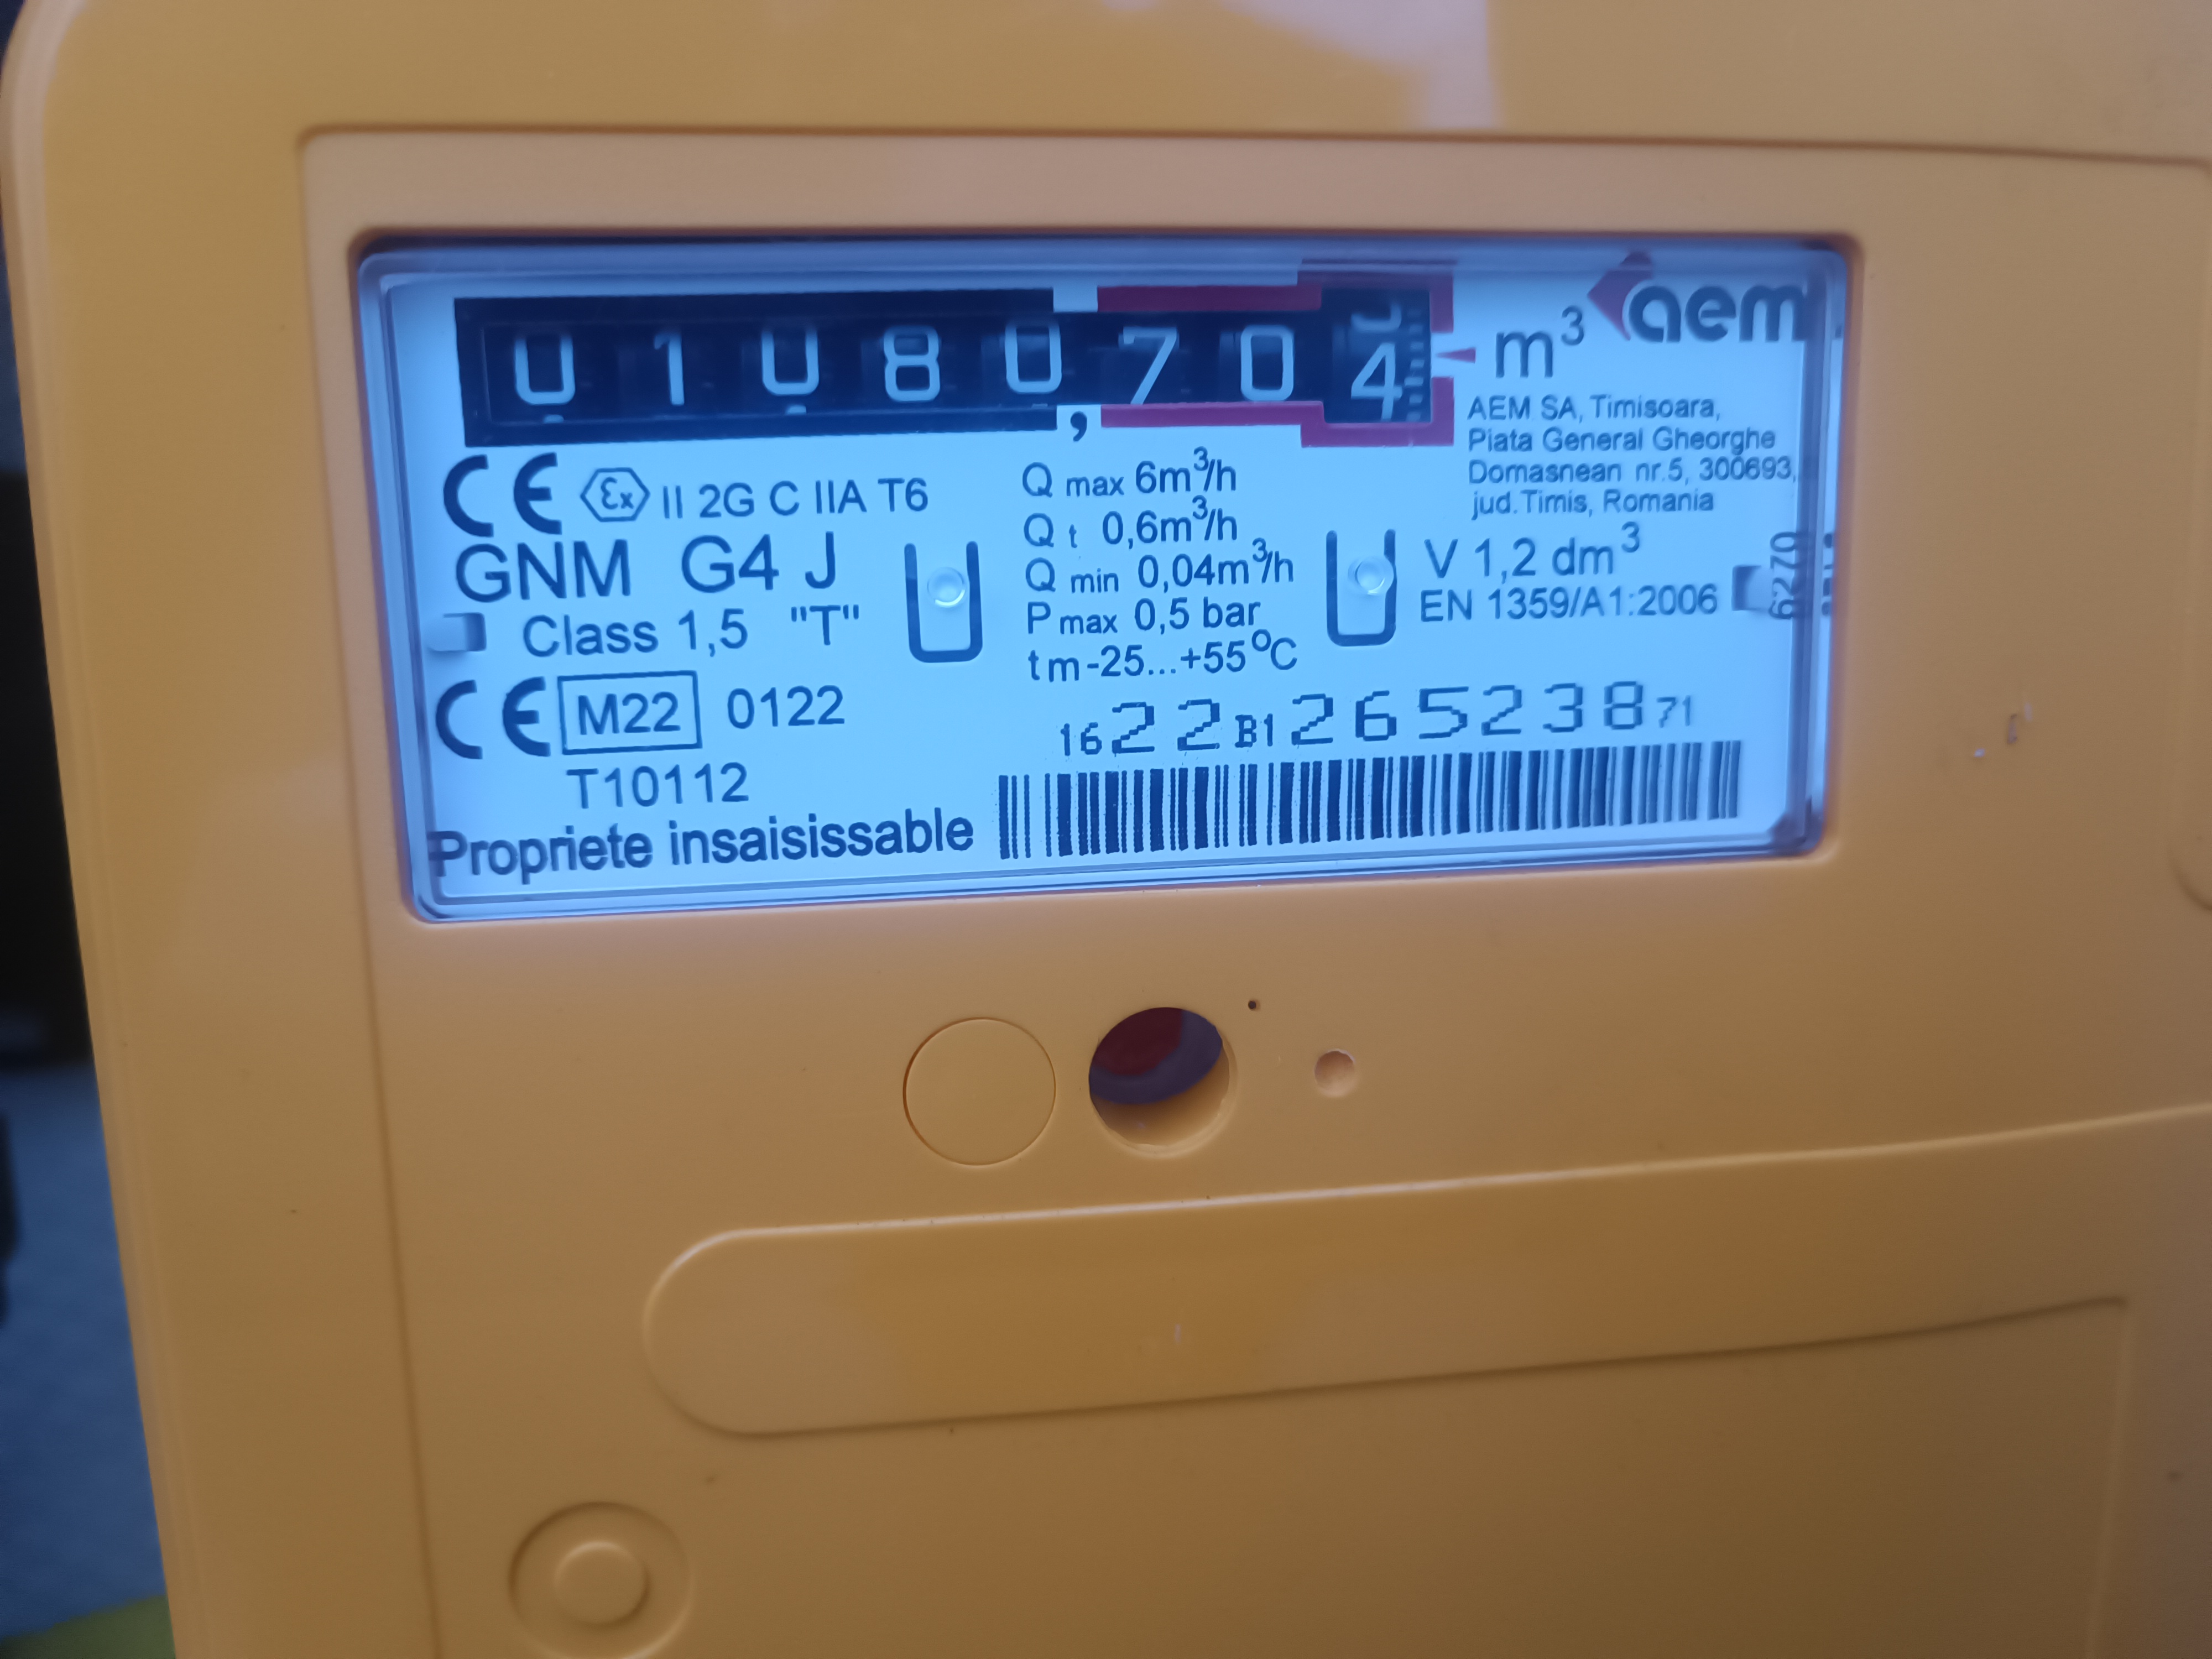 01080,704 m³
aem
AEM SA, Timisoara,
Piata General Gheorghe
Domasnean nr.5, 300693,
jud.Timis, Romania
CE Ex II 2G C IIA T6
GNM G4 J
Class 1,5 "T"
CE M22 0122
T10112
Propriete insaisissable
Q max 6m³/h
Q t 0,6m³/h
Q min 0,04m³/h
P max 0,5 bar
tm -25...+55°C
V 1,2 dm³
EN 1359/A1:2006
6270
1622B126523871